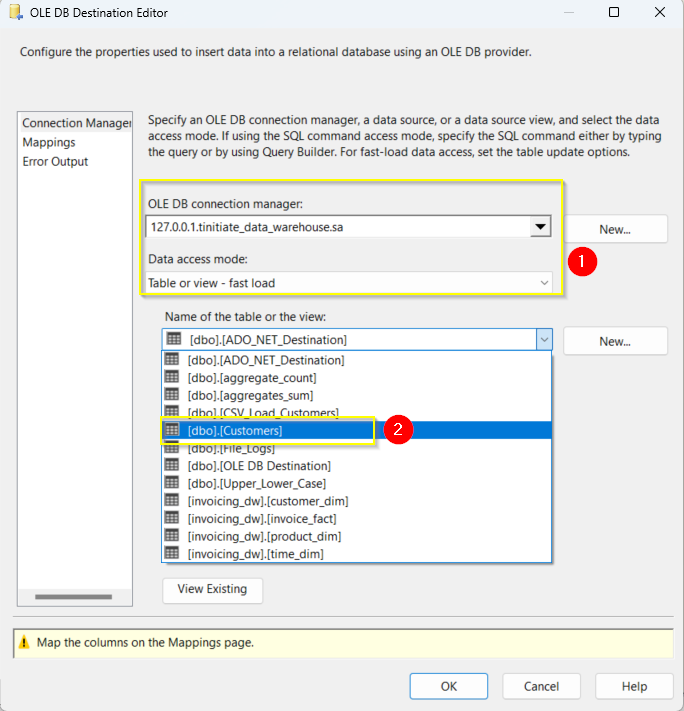 OLE DB Destination Editor
Configure the properties used to insert data into a relational database using an OLE DB provider.
Connection Manager
Mappings
Error Output
Specify an OLE DB connection manager, a data source, or a data source view, and select the data
access mode. If using the SQL command access mode, specify the SQL command either by typing
the query or by using Query Builder. For fast-load data access, set the table update options.
OLE DB connection manager:
127.0.0.1.tinitiate_data_warehouse.sa
New...
1
Data access mode:
Table or view - fast load
Name of the table or the view:
[dbo].[ADO_NET_Destination]
New...
[dbo].[ADO_NET_Destination]
[dbo].[aggregate_count]
[dbo].[aggregates_sum]
[dbo].[CSV_Load_Customers]
[dbo].[Customers]
2
[dbo].[File_Logs]
[dbo].[OLE DB Destination]
[dbo].[Upper_Lower_Case]
[invoicing_dw].[customer_dim]
[invoicing_dw].[invoice_fact]
[invoicing_dw].[product_dim]
[invoicing_dw].[time_dim]
View Existing
Map the columns on the Mappings page.
OK
Cancel
Help